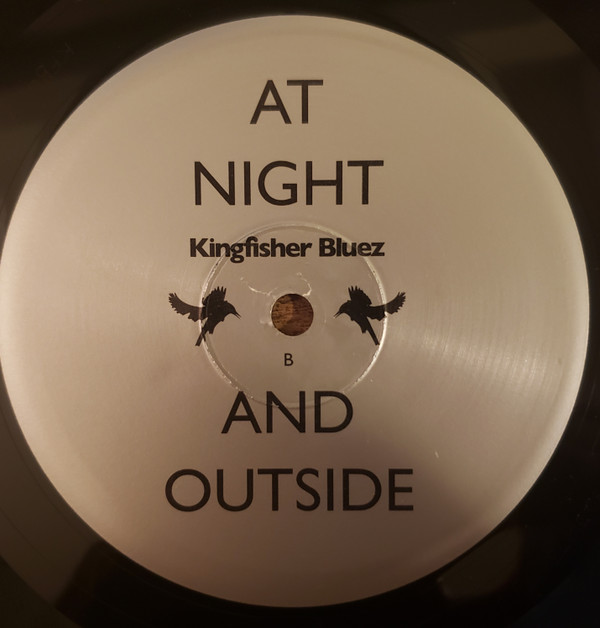 AT
NIGHT
Kingfisher Bluez
B
AND
OUTSIDE